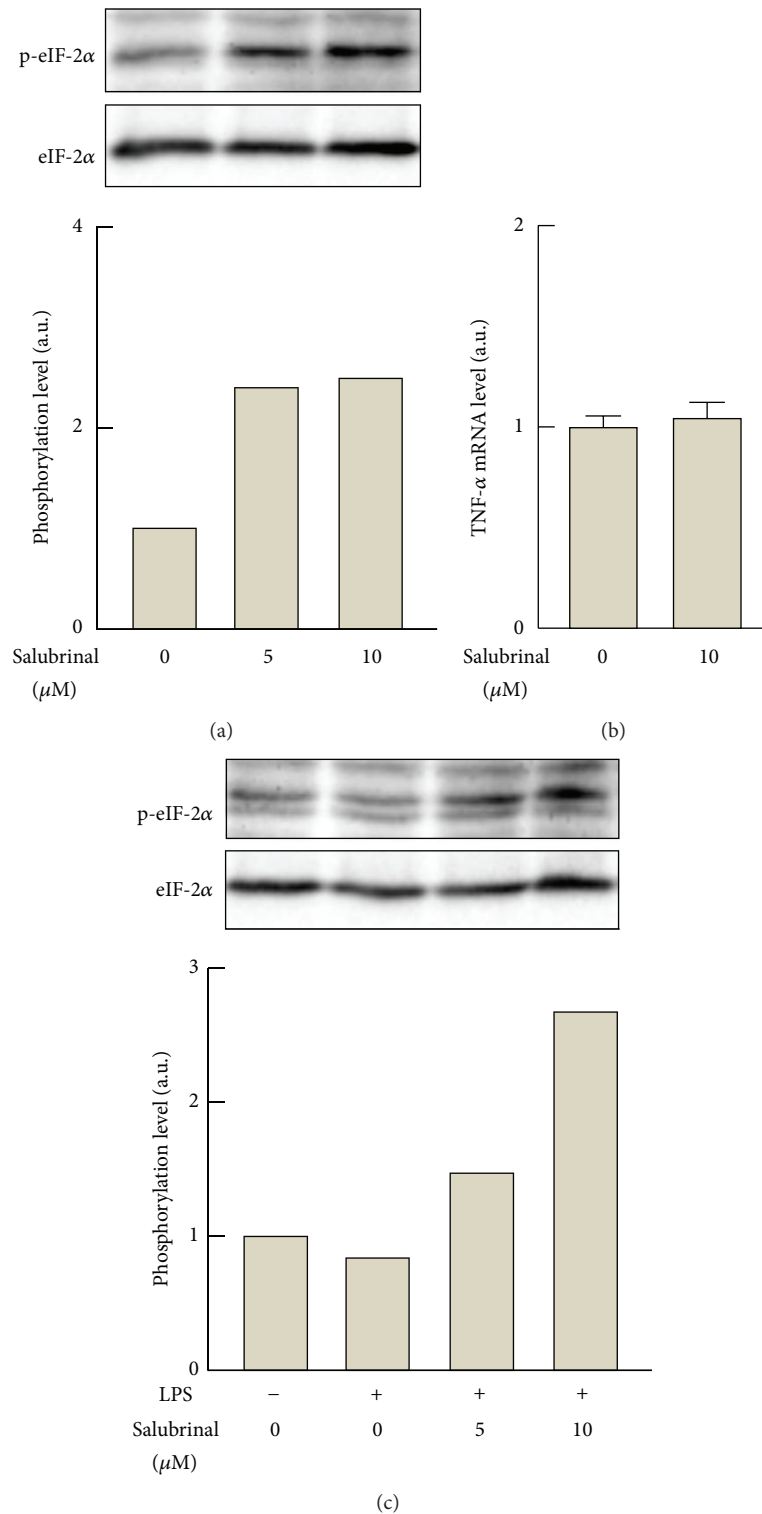 p-eIF-2α
eIF-2α
4
2
0
Phosphorylation level (a.u.)
Salubrinal 0 5 10
(μM)
(a)
2
1
0
TNF-α mRNA level (a.u.)
Salubrinal 0 10
(μM)
(b)
p-eIF-2α
eIF-2α
3
2
1
0
Phosphorylation level (a.u.)
LPS − + + +
Salubrinal 0 0 5 10
(μM)
(c)